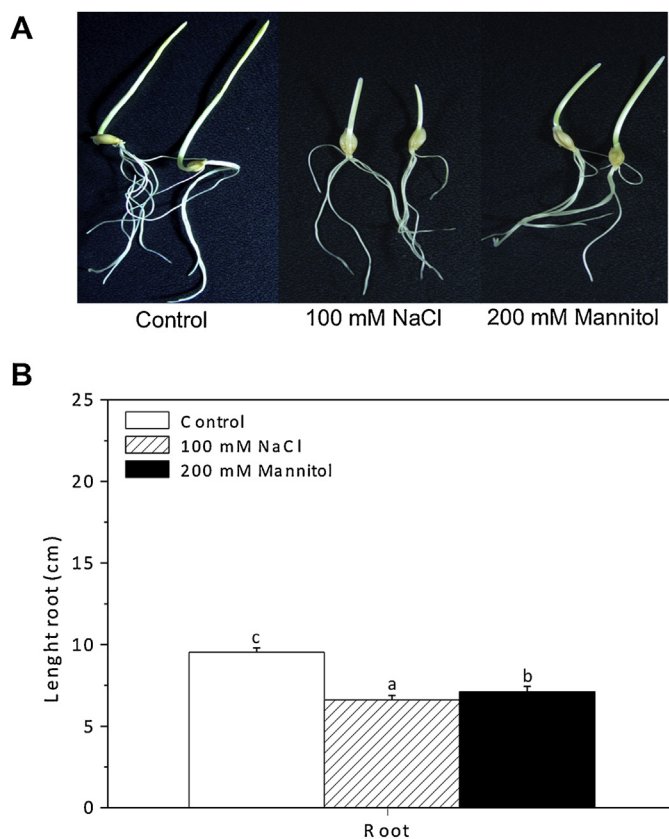 A
Control 100 mM NaCl 200 mM Mannitol
B
25
20
15
10
5
0
Lenght root (cm)
Control
100 mM NaCl
200 mM Mannitol
c
a
b
Root